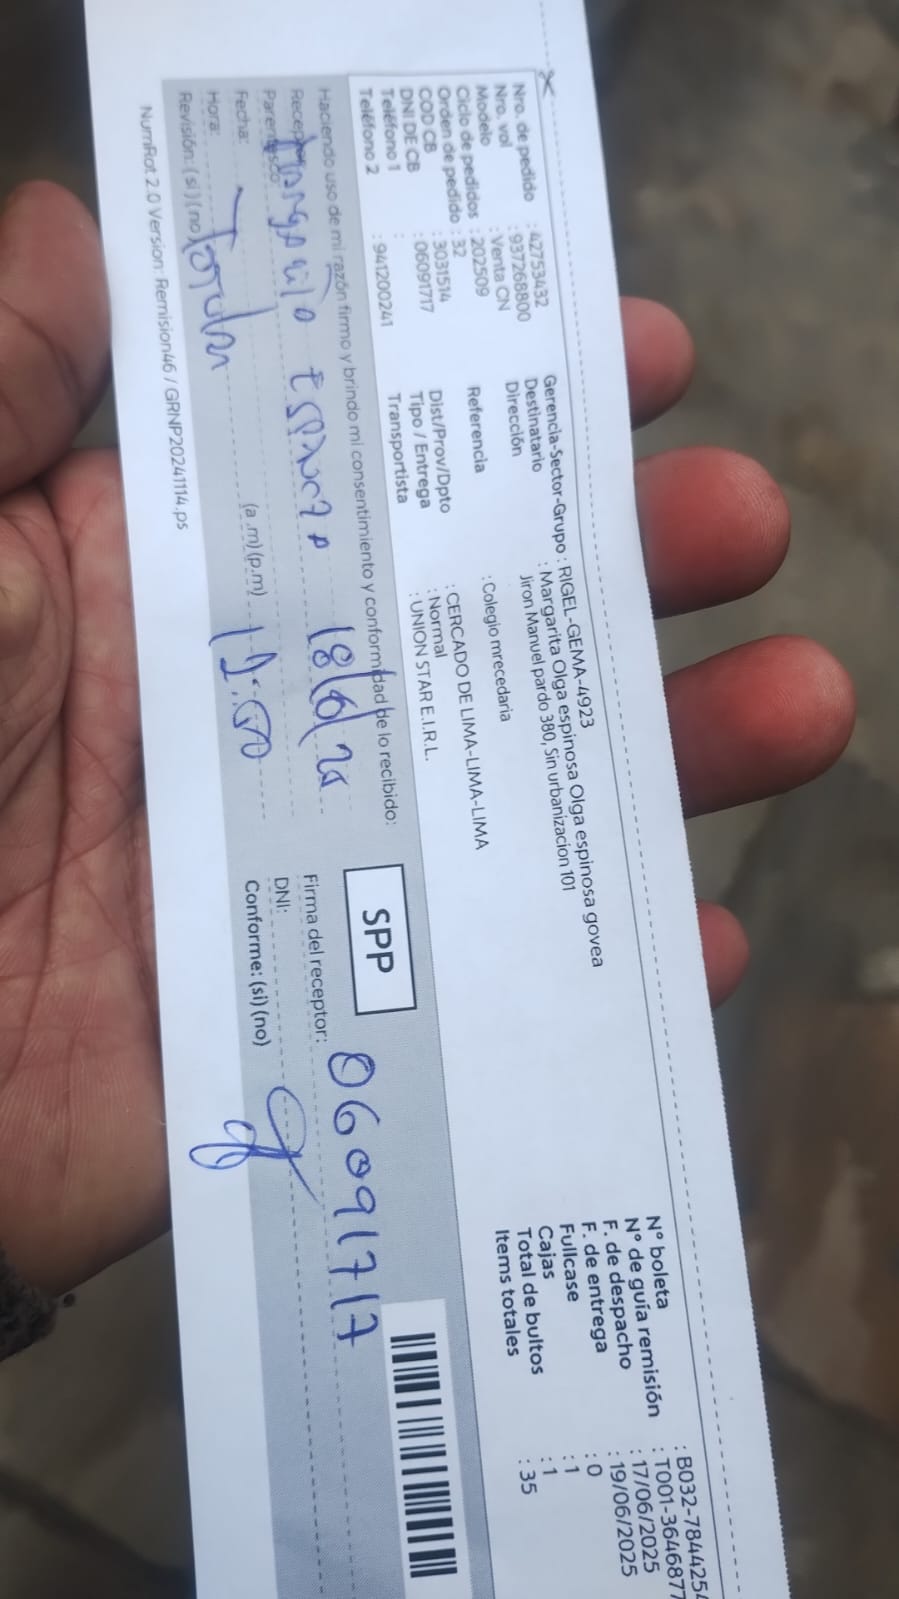 Nro. de pedido : 42753432
Nro. vol : 937268800
Modelo : Venta CN
Ciclo de pedidos : 202509
Orden de pedido : 32
COD CB : 3031514
DNI DE CB : 06091717
Teléfono 1 :
Teléfono 2 : 941200241
Gerencia-Sector-Grupo : RIGEL-GEMA-4923
Destinatario : Margarita Olga espinosa Olga espinosa govea
Dirección Jiron Manuel pardo 380, Sin urbanizacion 101
Referencia : Colegio mrecedaria
Dist/Prov/Dpto : CERCADO DE LIMA-LIMA-LIMA
Tipo / Entrega : Normal
Transportista : UNION STAR E.I.R.L.
N° boleta : B032-7844254
N° de guía remisión : T001-3646877
F. de despacho : 17/06/2025
F. de entrega : 19/06/2025
Fullcase : 0
Cajas : 1
Total de bultos : 1
Items totales : 35
Haciendo uso de mi razón firmo y brindo mi consentimiento y conformidad de lo recibido:
Parentesco
18/6/25
Fecha:
Hora: (a.m) (p.m)
Titular
Revisión: (si) (no)
SPP
06091717
Firma del receptor:
DNI:
Conforme: (si) (no)
NumRot 2.0 Version: Remision46 / GRNP20241114.ps